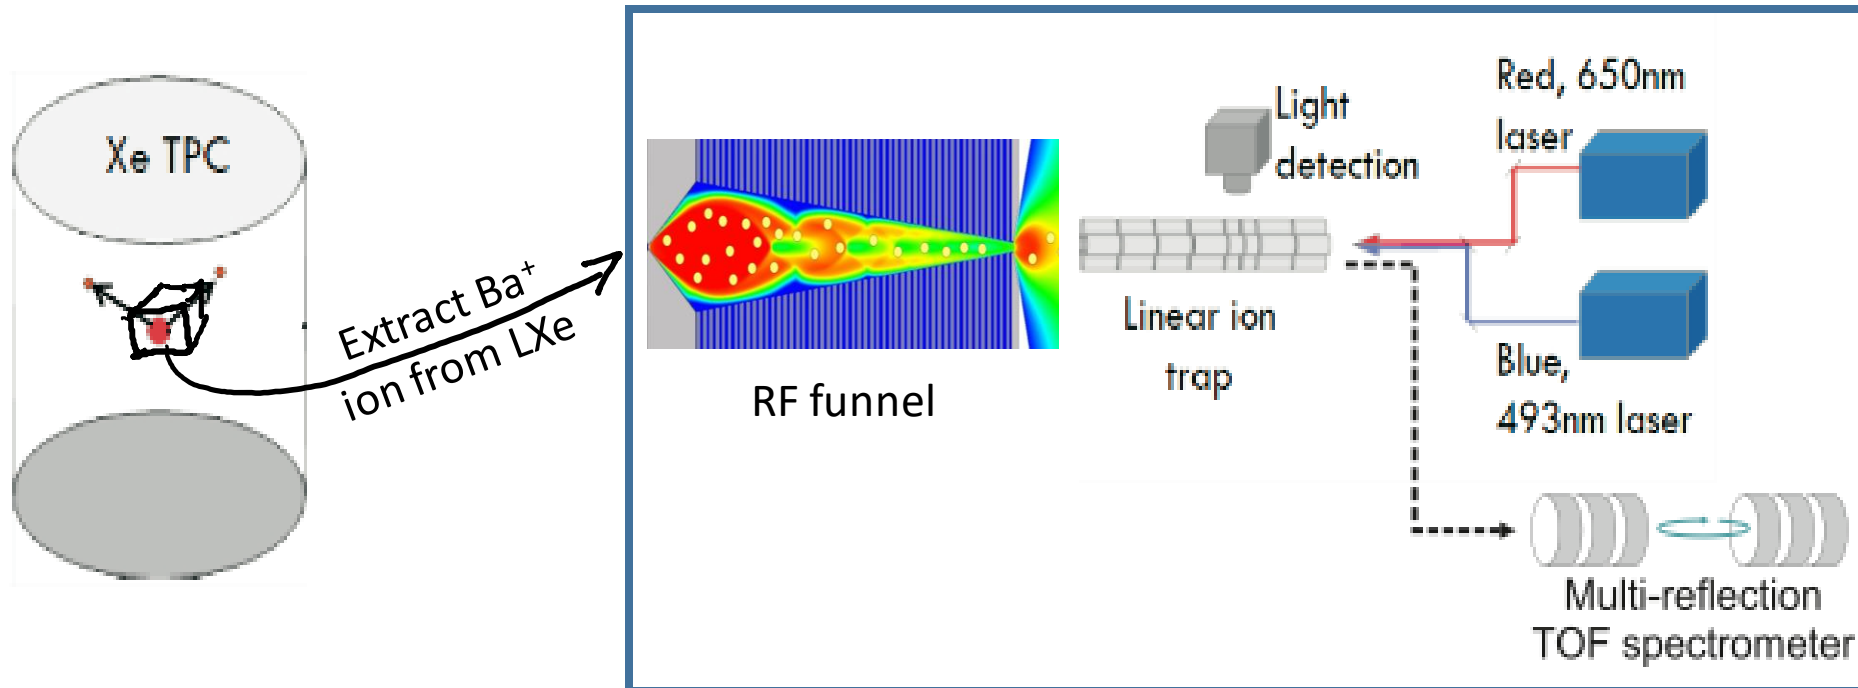 Xe TPC
Extract Ba⁺
ion from LXe
RF funnel
Light
detection
Linear ion
trap
Red, 650nm
laser
Blue,
493nm laser
Multi-reflection
TOF spectrometer